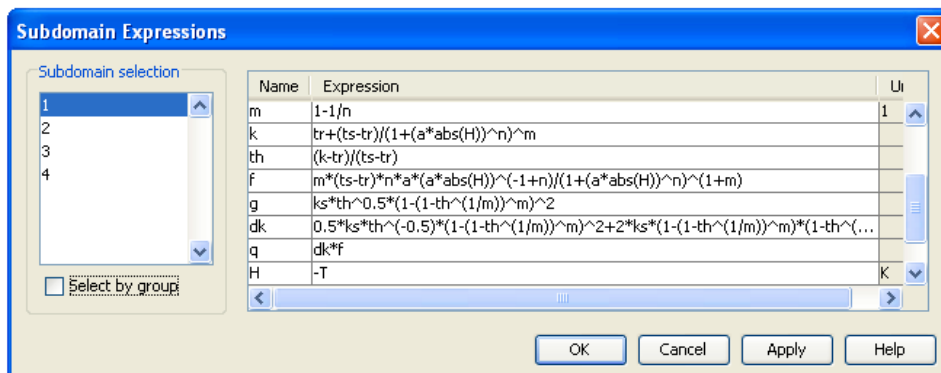 Subdomain Expressions
Subdomain selection
1
2
3
4
Select by group
Name Expression
m 1-1/n 1
k tr+(ts-tr)/(1+(a*abs(H))^n)^m
th (k-tr)/(ts-tr)
f m*(ts-tr)*n*a*(a*abs(H))^(-1+n)/(1+(a*abs(H))^n)^(1+m)
g ks*th^0.5*(1-(1-th^(1/m))^m)^2
dk 0.5*ks*th^(-0.5)*(1-(1-th^(1/m))^m)^2+2*ks*(1-(1-th^(1/m))^m)*(1-th^(...
q dk*f
H -T K
OK Cancel Apply Help